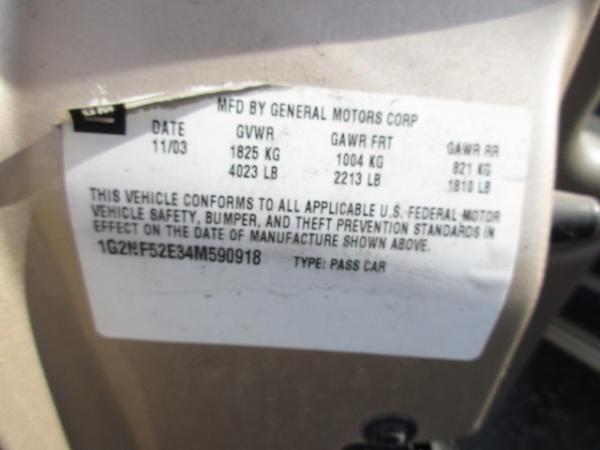 MFD BY GENERAL MOTORS CORP
DATE GVWR GAWR FRT GAWR RR
11/03 1825 KG 1004 KG 821 KG
4023 LB 2213 LB 1810 LB
THIS VEHICLE CONFORMS TO ALL APPLICABLE U.S. FEDERAL MOTOR
VEHICLE SAFETY, BUMPER, AND THEFT PREVENTION STANDARDS IN
EFFECT ON THE DATE OF MANUFACTURE SHOWN ABOVE.
1G2NF52E34M590918 TYPE: PASS CAR